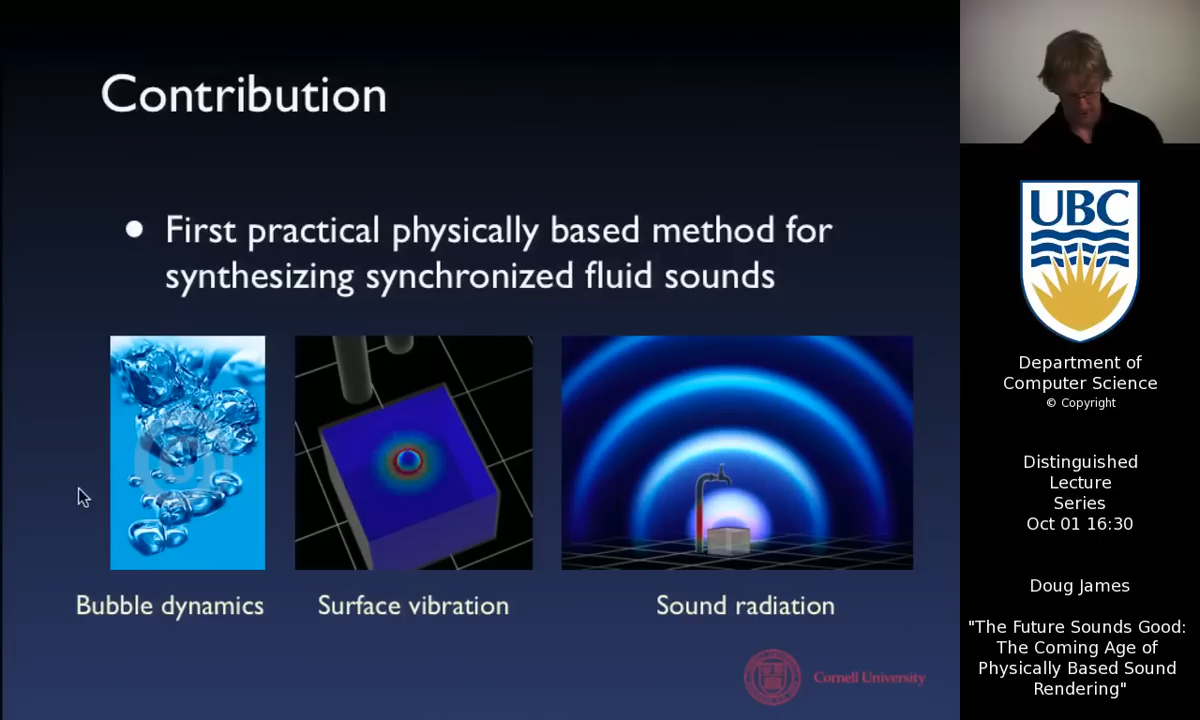 Contribution
• First practical physically based method for
synthesizing synchronized fluid sounds
Bubble dynamics
Surface vibration
Sound radiation
Cornell University
UBC
Department of
Computer Science
© Copyright
Distinguished
Lecture
Series
Oct 01 16:30
Doug James
"The Future Sounds Good:
The Coming Age of
Physically Based Sound
Rendering"